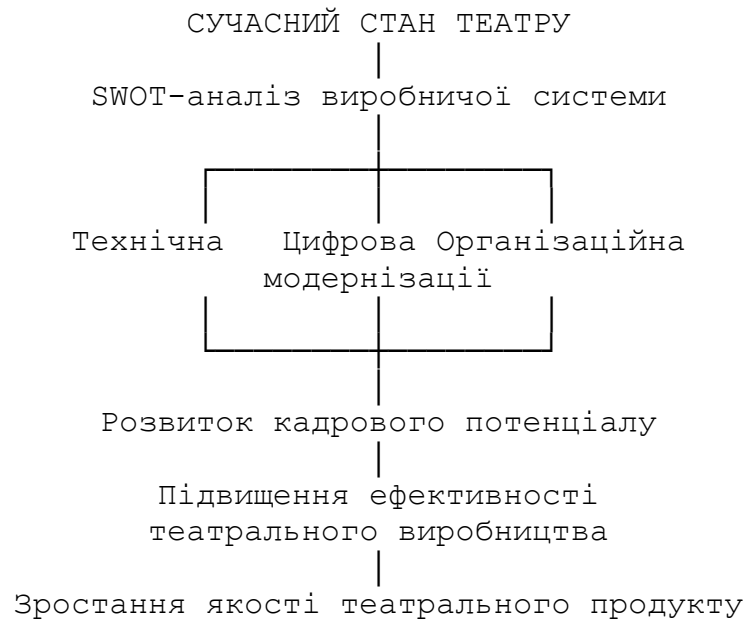 СУЧАСНИЙ СТАН ТЕАТРУ
SWOT-аналіз виробничої системи
Технічна Цифрова Організаційна
модернізації
Розвиток кадрового потенціалу
Підвищення ефективності
театрального виробництва
Зростання якості театрального продукту